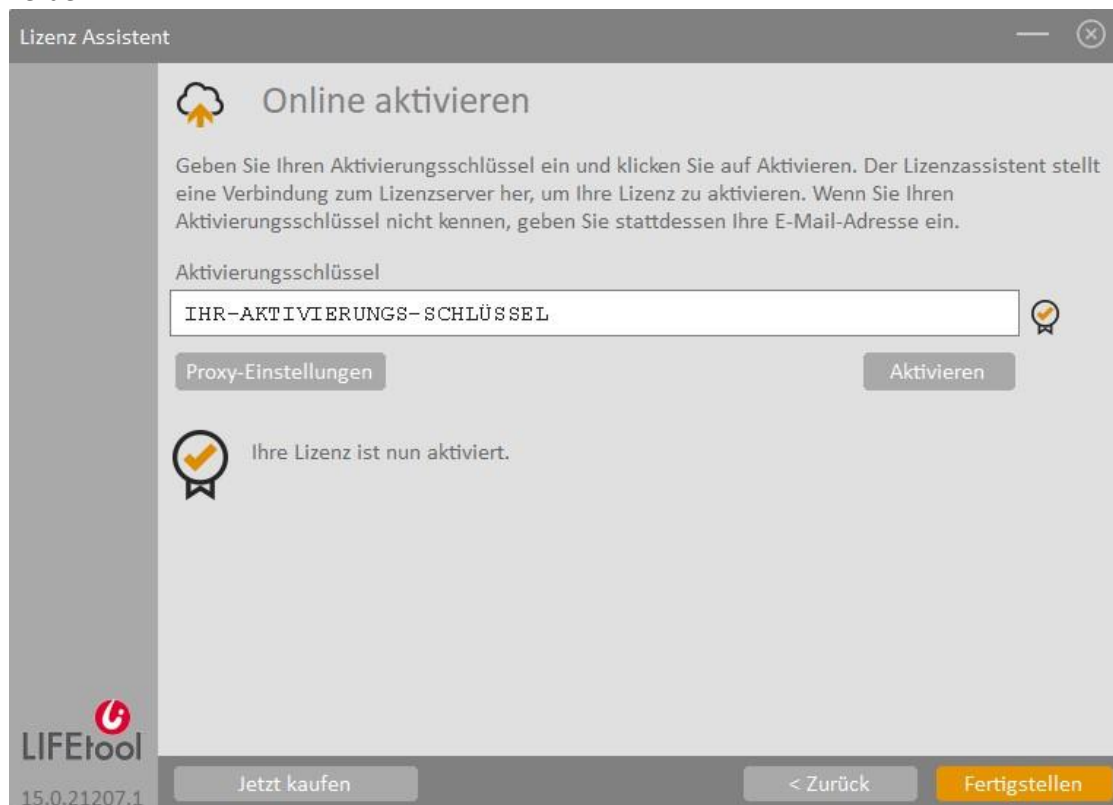 Lizenz Assistent
Online aktivieren
Geben Sie Ihren Aktivierungsschlüssel ein und klicken Sie auf Aktivieren. Der Lizenzassistent stellt
eine Verbindung zum Lizenzserver her, um Ihre Lizenz zu aktivieren. Wenn Sie Ihren
Aktivierungsschlüssel nicht kennen, geben Sie stattdessen Ihre E-Mail-Adresse ein.
Aktivierungsschlüssel
IHR-AKTIVIERUNGS-SCHLÜSSEL
Proxy-Einstellungen
Aktivieren
Ihre Lizenz ist nun aktiviert.
LIFEtool
15.0.21207.1
Jetzt kaufen
< Zurück
Fertigstellen